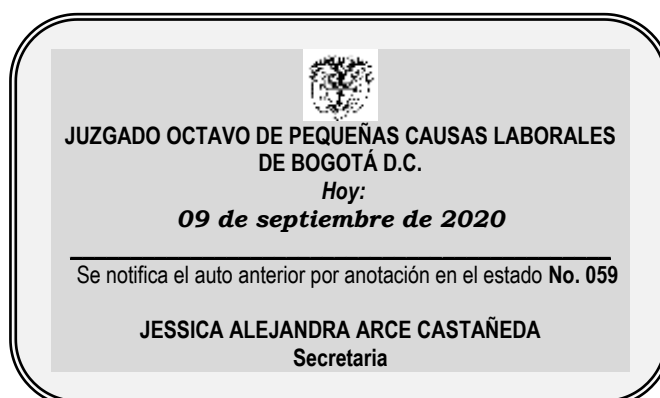 JUZGADO OCTAVO DE PEQUEÑAS CAUSAS LABORALES
DE BOGOTÁ D.C.
Hoy:
09 de septiembre de 2020
Se notifica el auto anterior por anotación en el estado No. 059
JESSICA ALEJANDRA ARCE CASTAÑEDA
Secretaria